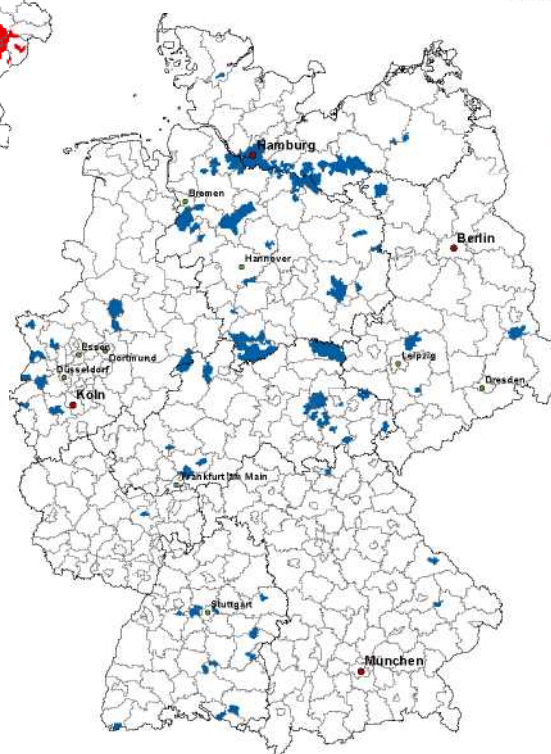 Hamburg
Bremen
Berlin
Hannover
Essen
Dortmund
Düsseldorf
Leipzig
Dresden
Köln
Frankfurt am Main
Stuttgart
München